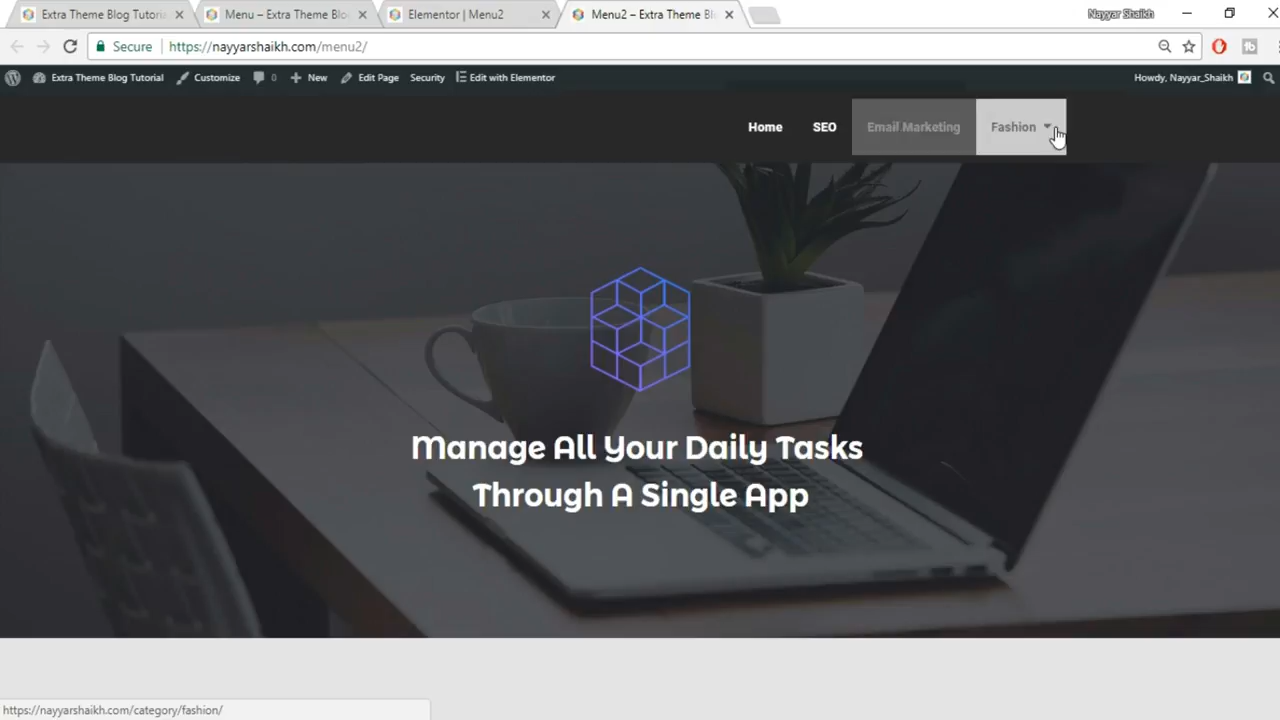 Extra Theme Blog Tutoria
Menu – Extra Theme Blo
Elementor | Menu2
Menu2 – Extra Theme Bl
Nayyar Shaikh
Secure
https://nayyarshaikh.com/menu2/
Extra Theme Blog Tutorial
Customize
0
New
Edit Page
Security
Edit with Elementor
Howdy, Nayyar_Shaikh
Home
SEO
Email Marketing
Fashion
Manage All Your Daily Tasks
Through A Single App
https://nayyarshaikh.com/category/fashion/